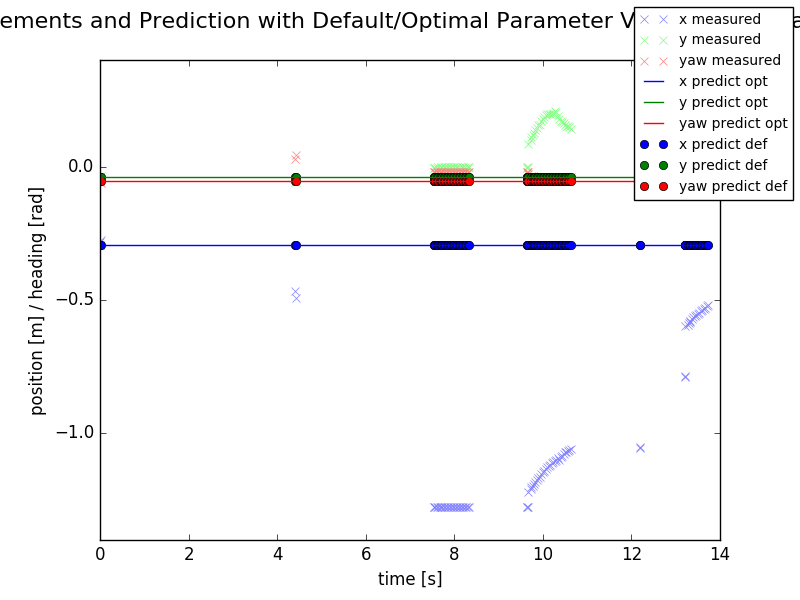 ements and Prediction with Default/Optimal Parameter
x measured
y measured
yaw measured
x predict opt
y predict opt
yaw predict opt
x predict def
y predict def
yaw predict def
position [m] / heading [rad]
0.0
−0.5
−1.0
0 2 4 6 8 10 12 14
time [s]